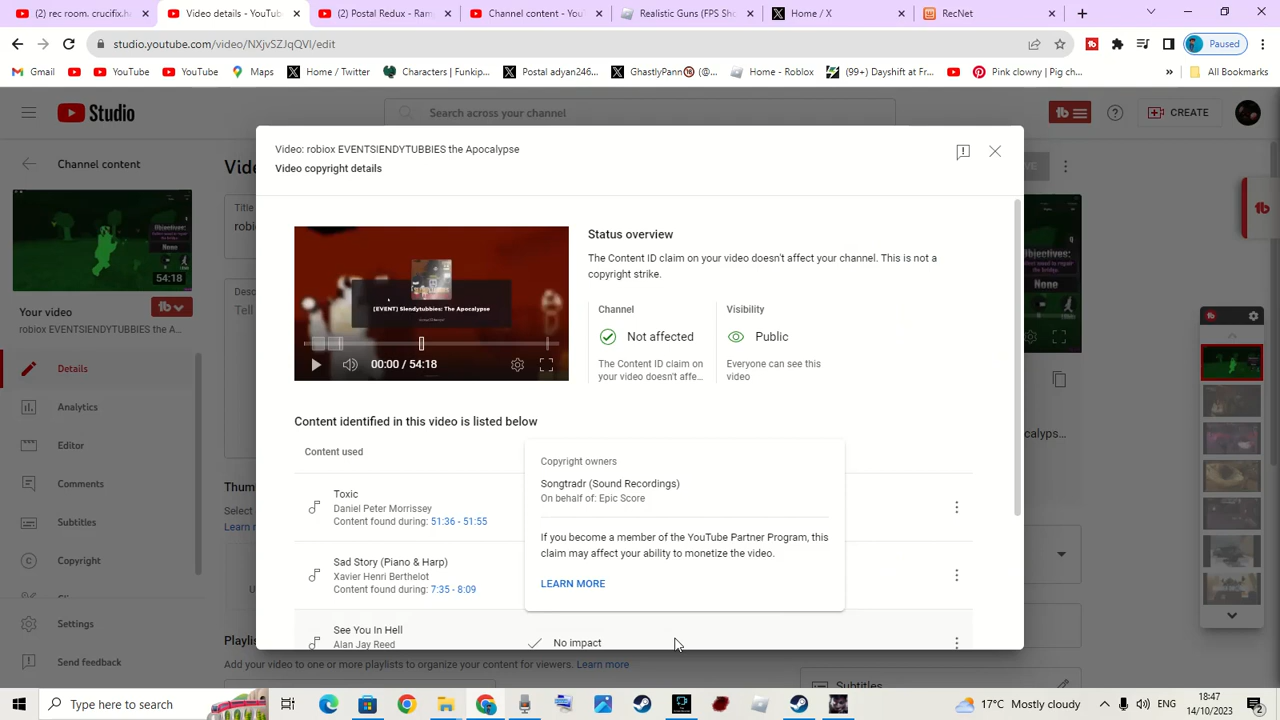 (2) rec room: crucifix.ha
(2) Video details - YouTu
(2) Postal rec room - Ram
Channel content - YouTub
Realistic Guns (FPS Sho
Home / X
RecNet
studio.youtube.com/video/NXjvSZJqQVI/edit
Paused
Gmail
YouTube
YouTube
Maps
Home / Twitter
Characters | Funkip...
Postal adyan246...
GhastlyPann🔞 (@...
Home - Roblox
(99+) Dayshift at Fr...
Pink clowny | Pig ch...
»
All Bookmarks
Studio
Search across your channel
CREATE
Channel content
54:18
Your video
robiox EVENTSIENDYTUBBIES the A...
Details
Analytics
Editor
Comments
Subtitles
Copyright
Settings
Send feedback
Title
Video: robiox EVENTSIENDYTUBBIES the Apocalypse
Video copyright details
[EVENT] Slendytubbies: The Apocalypse
00:00 / 54:18
Status overview
The Content ID claim on your video doesn't affect your channel. This is not a
copyright strike.
Channel
Visibility
Not affected
Public
The Content ID claim on
your video doesn't affe...
Everyone can see this
video
Content identified in this video is listed below
Content used
Toxic
Daniel Peter Morrissey
Content found during: 51:36 - 51:55
Sad Story (Piano & Harp)
Xavier Henri Berthelot
Content found during: 7:35 - 8:09
See You In Hell
Alan Jay Reed
No impact
Copyright owners
Songtradr (Sound Recordings)
On behalf of: Epic Score
If you become a member of the YouTube Partner Program, this
claim may affect your ability to monetize the video.
LEARN MORE
Objectives:
None
Add your video to one or more playlists to organize your content for viewers. Learn more
Subtitles
Type here to search
17°C Mostly cloudy
ENG
18:47
14/10/2023
2